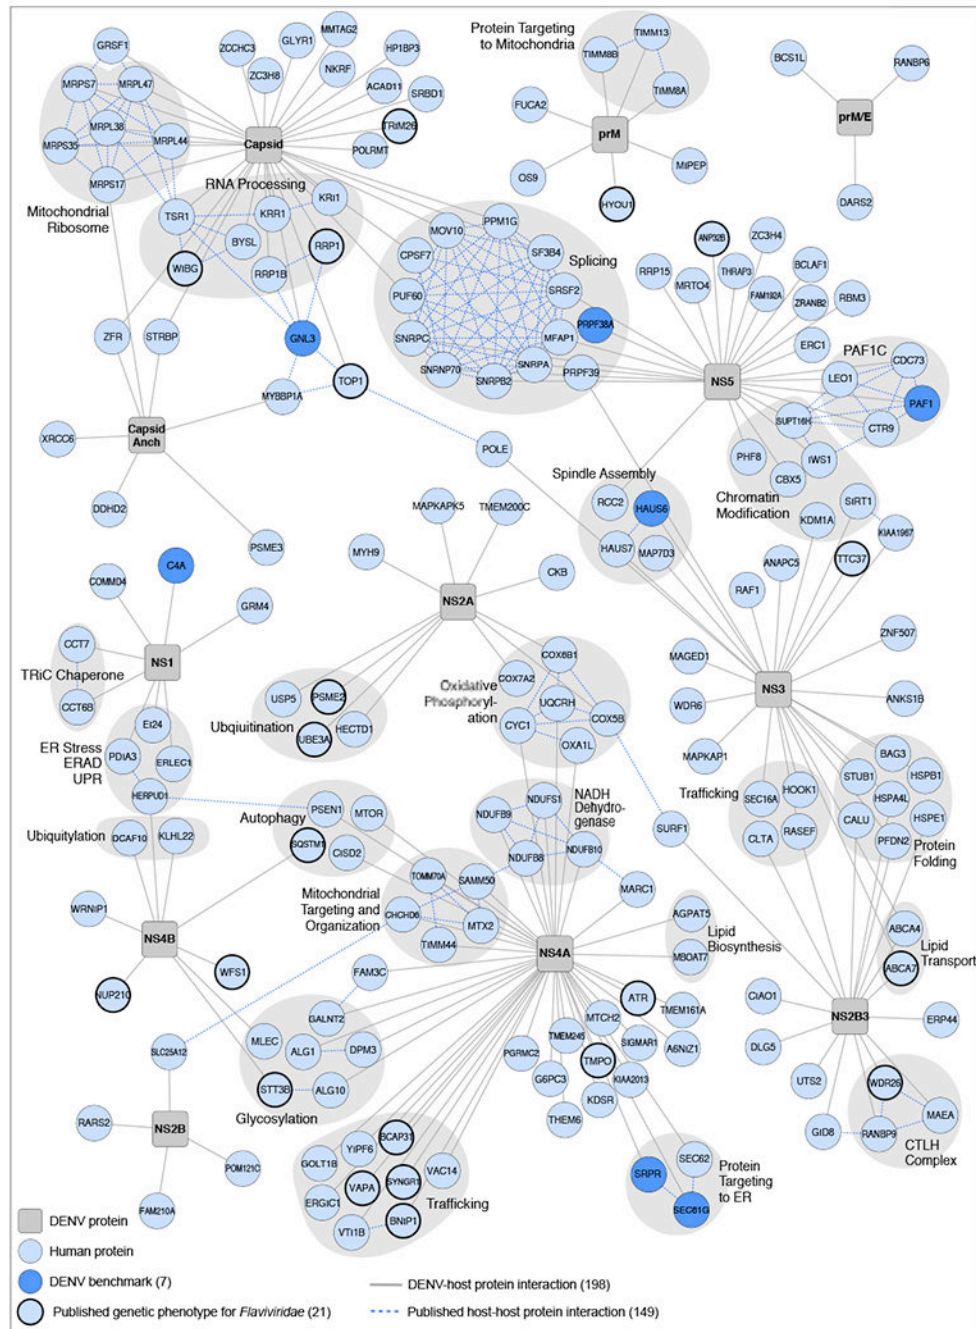 GRSF1
ZCCHC3
GLYR1
MMTAG2
HP1BP3
ZC3H8
NKRF
ACAD11
SRBD1
TRIM26
POLRMT
MRPS7
MRPL47
MRPL38
MRPS35
MRPL44
MRPS17
Capsid
Mitochondrial
Ribosome
RNA Processing
TSR1
KRR1
KRI1
BYSL
WIBG
RRP1B
RRP1
ZFR
STRBP
GNL3
MYBBP1A
TOP1
XRCC6
Capsid
Anch
DDHD2
PSME3
POLE
Protein Targeting
to Mitochondria
TIMM13
TIMM8B
TIMM8A
FUCA2
prM
OS9
MIPEP
HYOU1
BCS1L
RANBP6
prM/E
DARS2
PPM1G
MOV10
SF3B4
CPSF7
Splicing
SRSF2
PUF60
PRPF38A
SNRPC
MFAP1
SNRNP70
SNRPA
SNRPB2
PRPF39
ANP32B
ZC3H4
RRP15
MRTO4
THRAP3
BCLAF1
FAM192A
ZRANB2
RBM3
ERC1
NS5
PAF1C
CDC73
LEO1
PAF1
SUPT16H
CTR9
PHF8
IWS1
CBX5
Chromatin
Modification
SIRT1
KDM1A
KIAA1967
TTC37
Spindle Assembly
RCC2
HAUS6
HAUS7
MAP7D3
ANAPC5
RAF1
MAGED1
ZNF507
NS3
WDR6
ANKS1B
MAPKAP1
Trafficking
SEC16A
HOOK1
CLTA
RASEF
BAG3
STUB1
HSPB1
HSPA4L
CALU
HSPE1
PFDN2
Protein
Folding
C4A
COMMD4
GRM4
CCT7
NS1
TRiC Chaperone
CCT6B
EI24
ER Stress
ERAD
UPR
PDIA3
ERLEC1
HERPUD1
Ubiquitylation
DCAF10
KLHL22
MAPKAPK5
TMEM200C
MYH9
CKB
NS2A
USP5
PSME2
Ubqiuitination
UBE3A
HECTD1
COX6B1
COX7A2
Oxidative
Phosphoryl-
ation
UQCRH
CYC1
COX5B
OXA1L
NDUFS1
NADH
Dehydro-
genase
NDUFB9
NDUFB8
NDUFB10
SURF1
MARC1
Autophagy
PSEN1
MTOR
SQSTM1
CISD2
Mitochondrial
Targeting and
Organization
TOMM70A
SAMM50
CHCHD6
MTX2
TIMM44
WRNIP1
NS4B
WFS1
NUP210
NS4A
AGPAT5
Lipid
Biosynthesis
MBOAT7
ABCA4
Lipid
Transport
ABCA7
FAM3C
GALNT2
MLEC
ALG1
DPM3
STT3B
ALG10
Glycosylation
SLC25A12
RARS2
NS2B
POM121C
FAM210A
ATR
MTCH2
TMEM161A
TMEM245
SIGMAR1
PGRMC2
TMPO
G6PC3
KIAA2013
KDSR
THEM6
CIAO1
NS2B3
ERP44
DLG5
UTS2
WDR26
MAEA
GID8
RANBP9
CTLH
Complex
BCAP31
YIPF6
GOLT1B
VAC14
VAPA
SYNGR1
ERGIC1
Trafficking
VTI1B
BNIP1
SEC62
SRPR
Protein
Targeting
to ER
SEC61G
DENV protein
Human protein
DENV benchmark (7)
Published genetic phenotype for Flaviviridae (21)
DENV-host protein interaction (198)
Published host-host protein interaction (149)